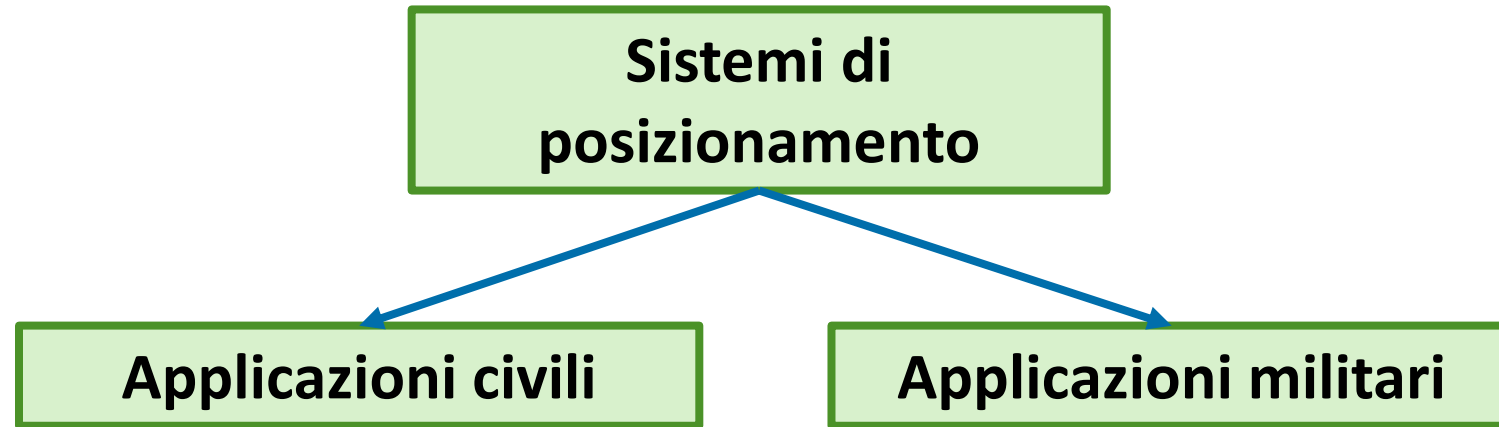 Sistemi di
posizionamento
Applicazioni civili
Applicazioni militari